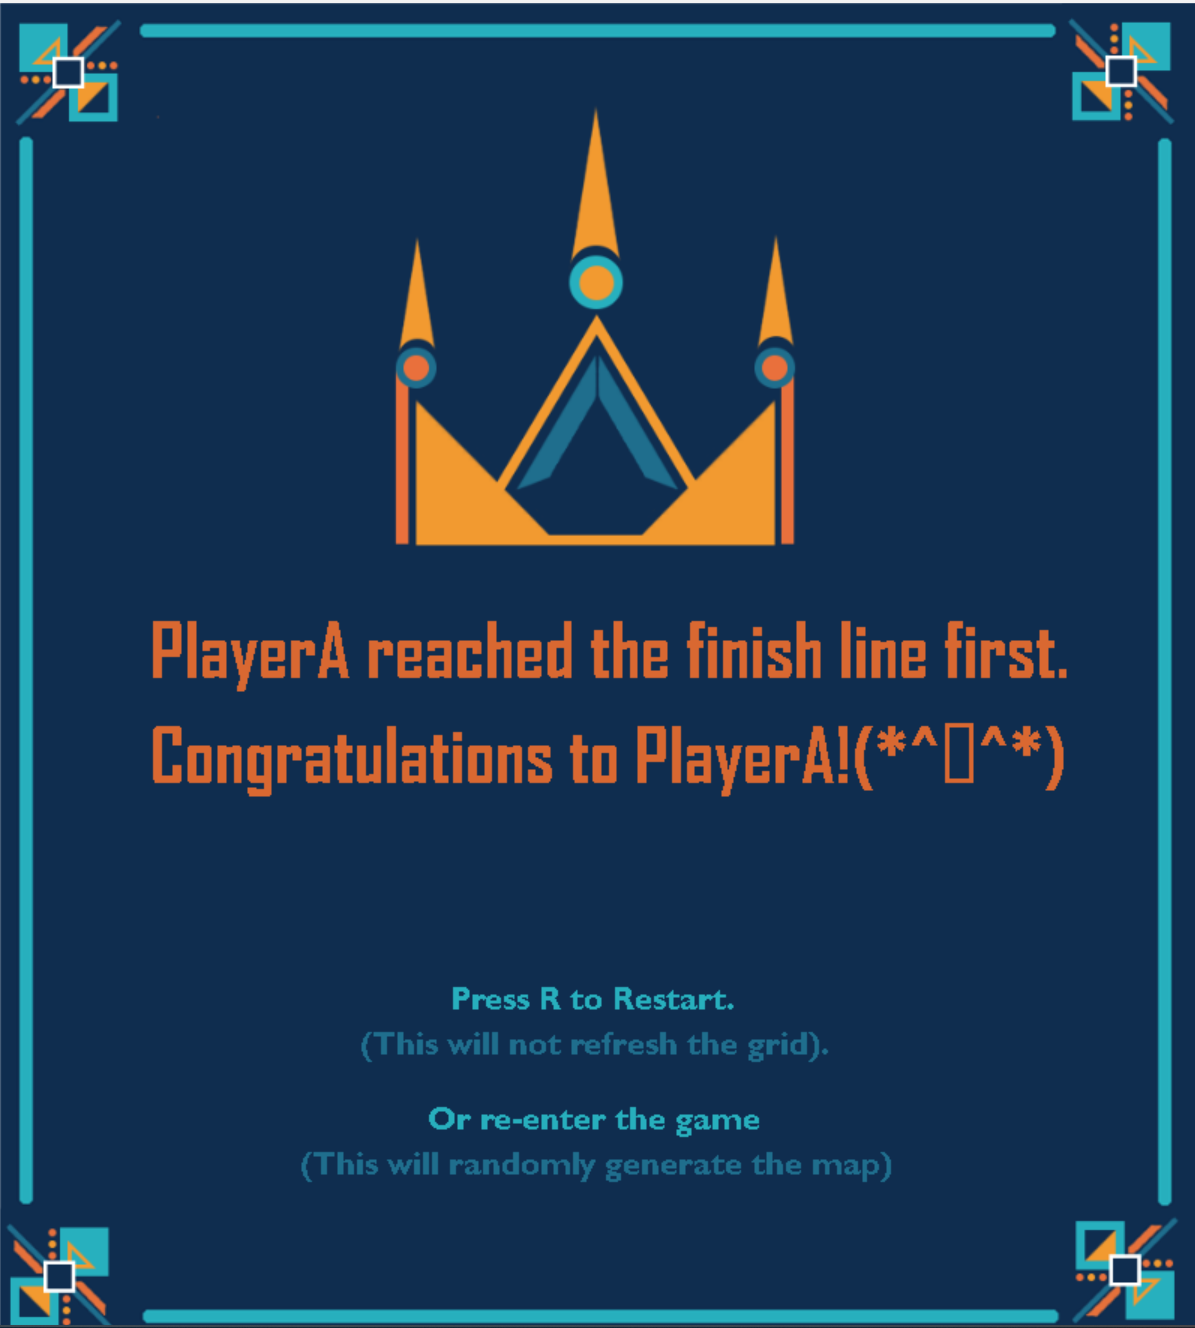 PlayerA reached the finish line first.
Congratulations to PlayerA!(*^▯^*)
Press R to Restart.
(This will not refresh the grid).
Or re-enter the game
(This will randomly generate the map)